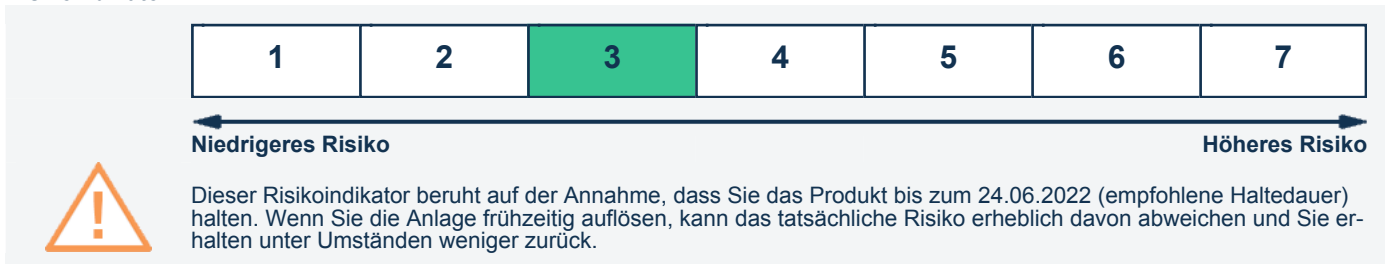 1 2 3 4 5 6 7
Niedrigeres Risiko Höheres Risiko
Dieser Risikoindikator beruht auf der Annahme, dass Sie das Produkt bis zum 24.06.2022 (empfohlene Haltedauer)
halten. Wenn Sie die Anlage frühzeitig auflösen, kann das tatsächliche Risiko erheblich davon abweichen und Sie er-
halten unter Umständen weniger zurück.